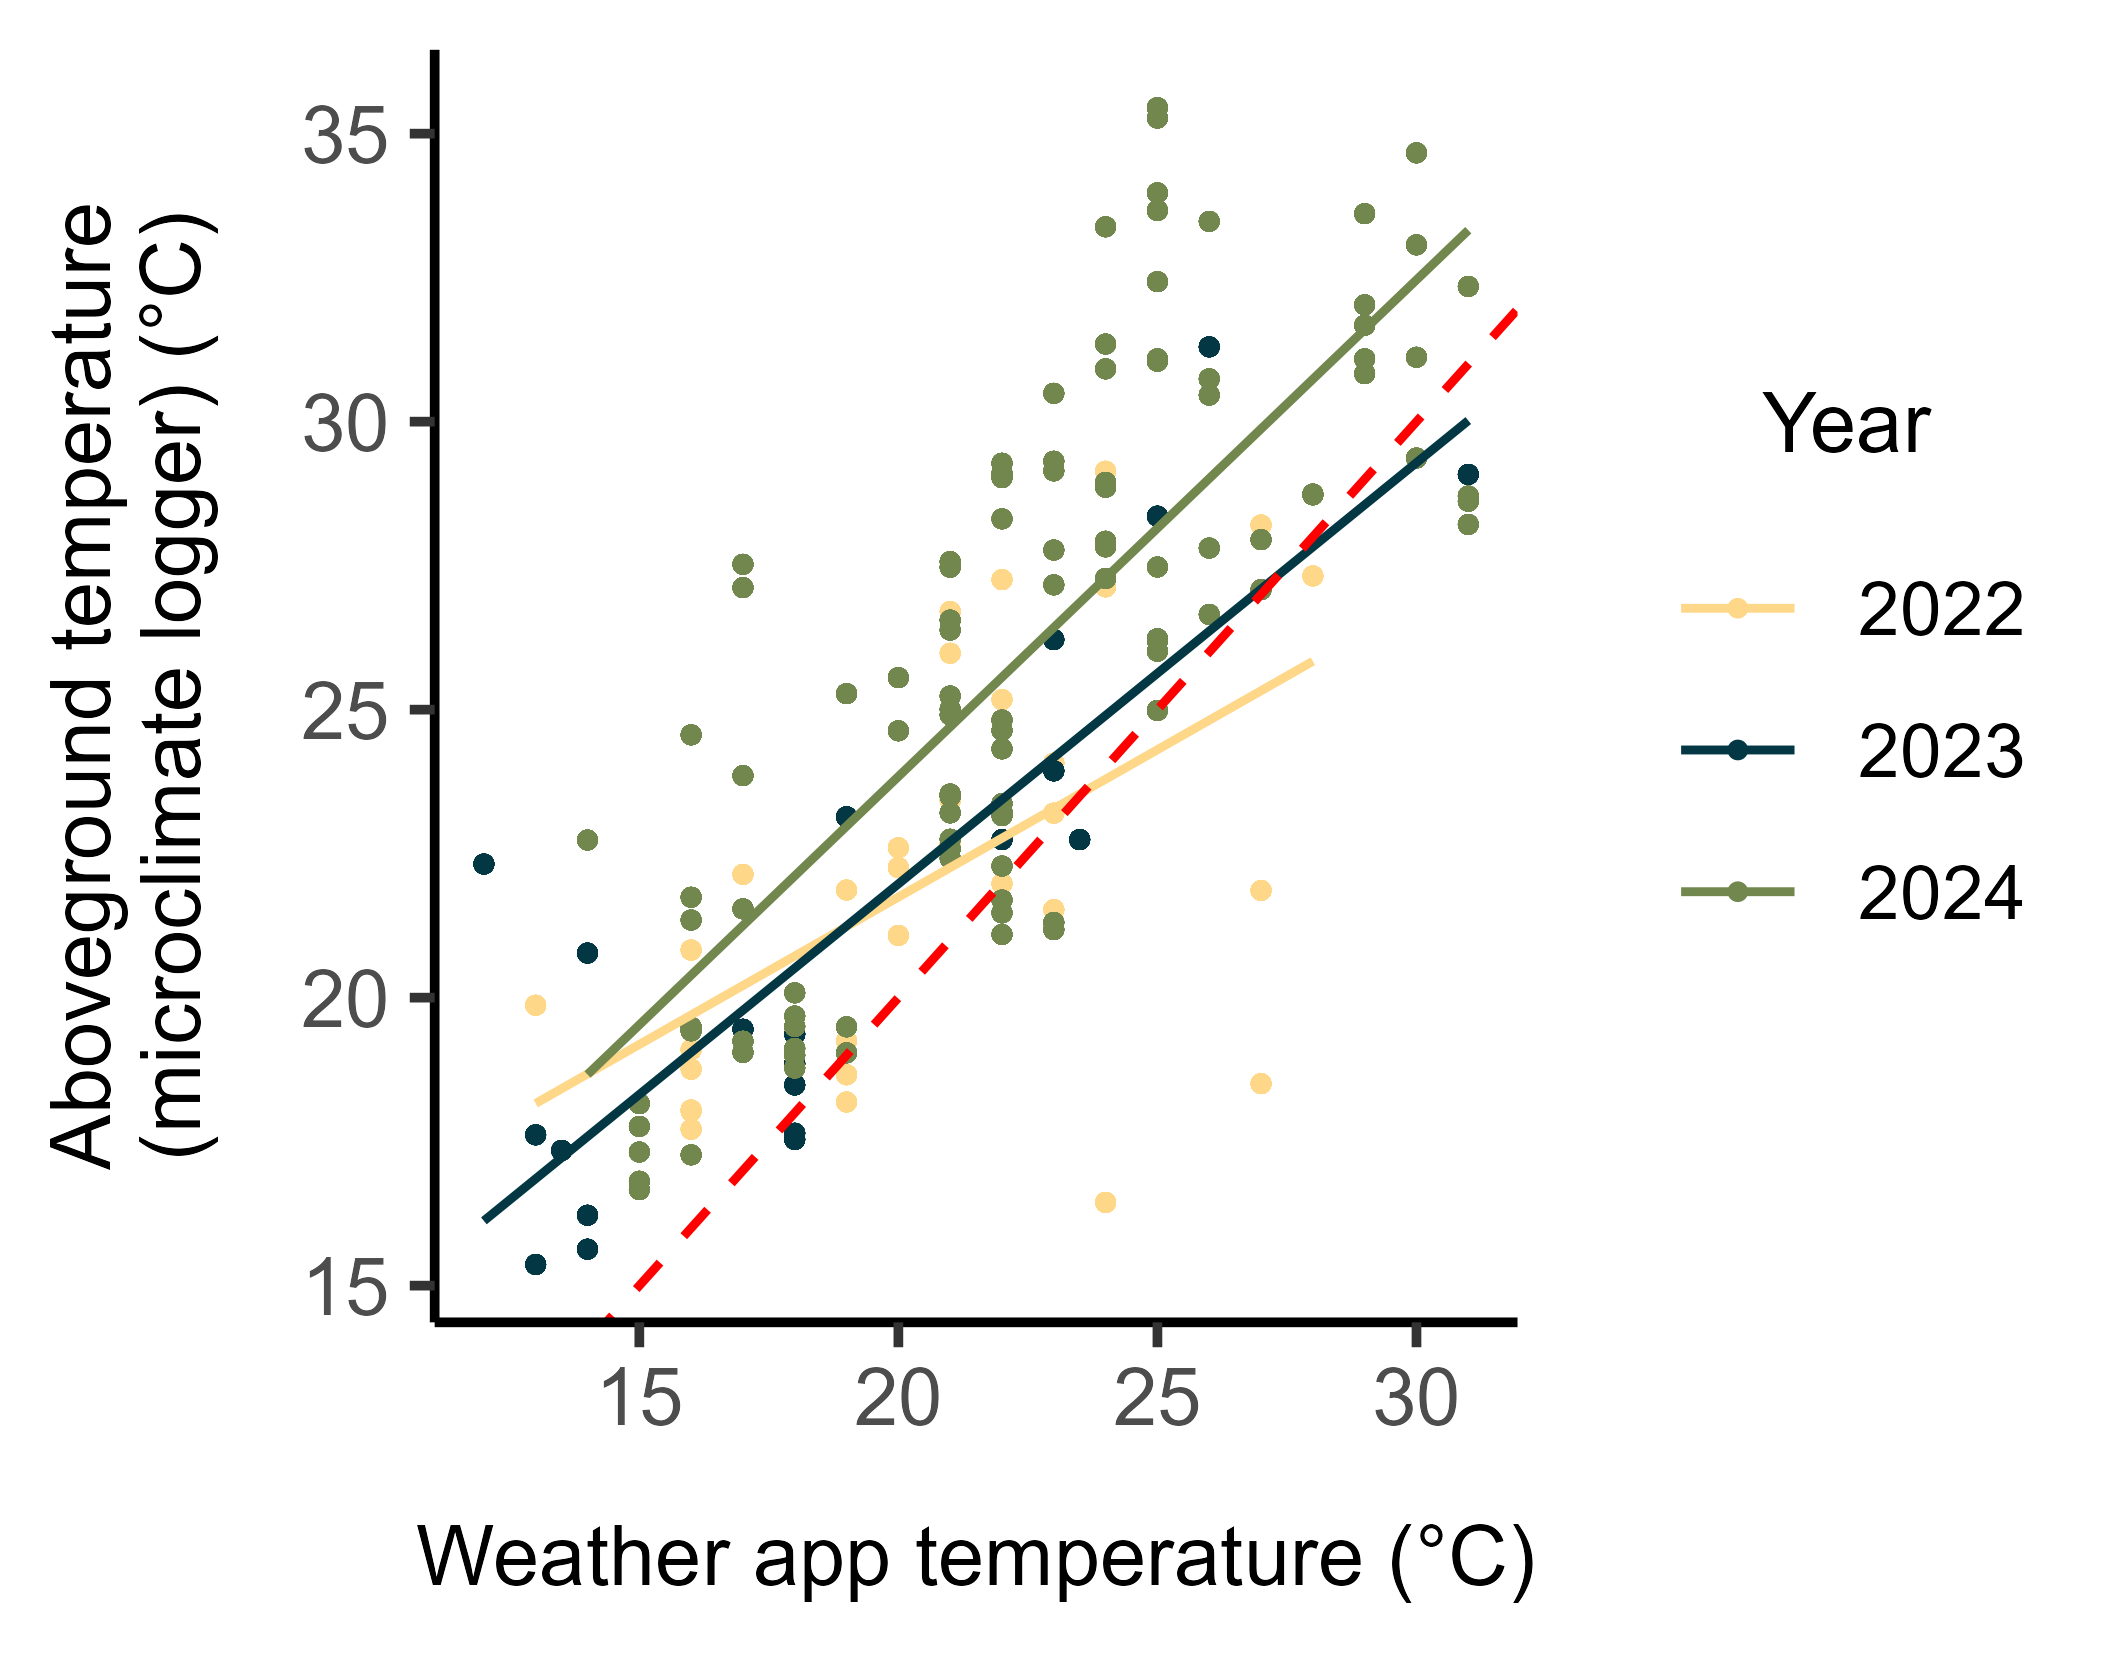 Aboveground temperature
(microclimate logger) (°C)
35
30
25
20
15
15 20 25 30
Weather app temperature (°C)
Year
2022
2023
2024